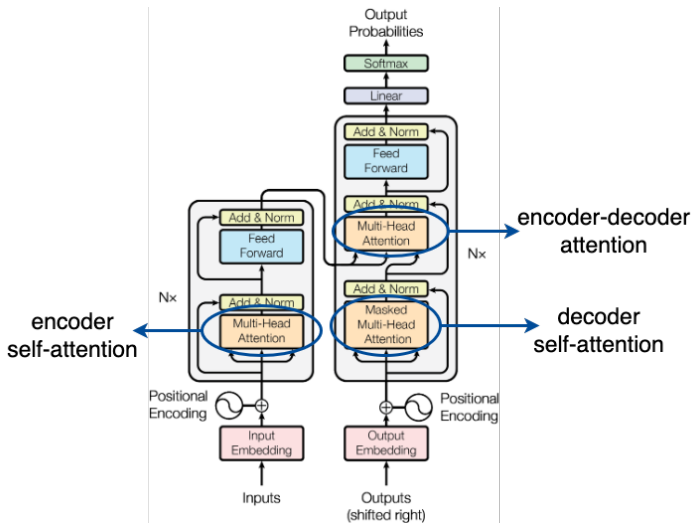 Output
Probabilities
Softmax
Linear
Add & Norm
Feed
Forward
Add & Norm
Multi-Head
Attention
encoder-decoder
attention
Add & Norm
Feed
Forward
N×
N×
Add & Norm
Masked
Multi-Head
Attention
decoder
self-attention
Add & Norm
Multi-Head
Attention
encoder
self-attention
Positional
Encoding
Positional
Encoding
Input
Embedding
Output
Embedding
Inputs
Outputs
(shifted right)